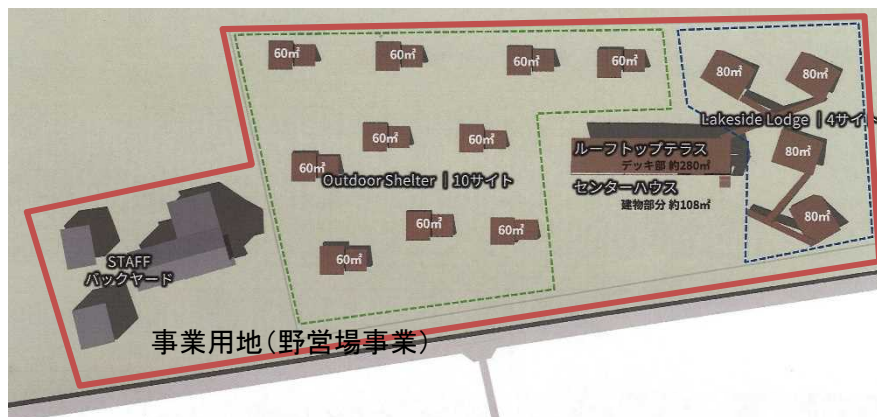 60㎡
60㎡
60㎡
60㎡
80㎡
80㎡
Lakeside Lodge | 4サイ
60㎡
60㎡
ルーフトップテラス
デッキ部 約280㎡
80㎡
60㎡
Outdoor Shelter | 10サイト
センターハウス
建物部分 約108㎡
80㎡
60㎡
60㎡
60㎡
STAFF
バックヤード
事業用地(野営場事業)